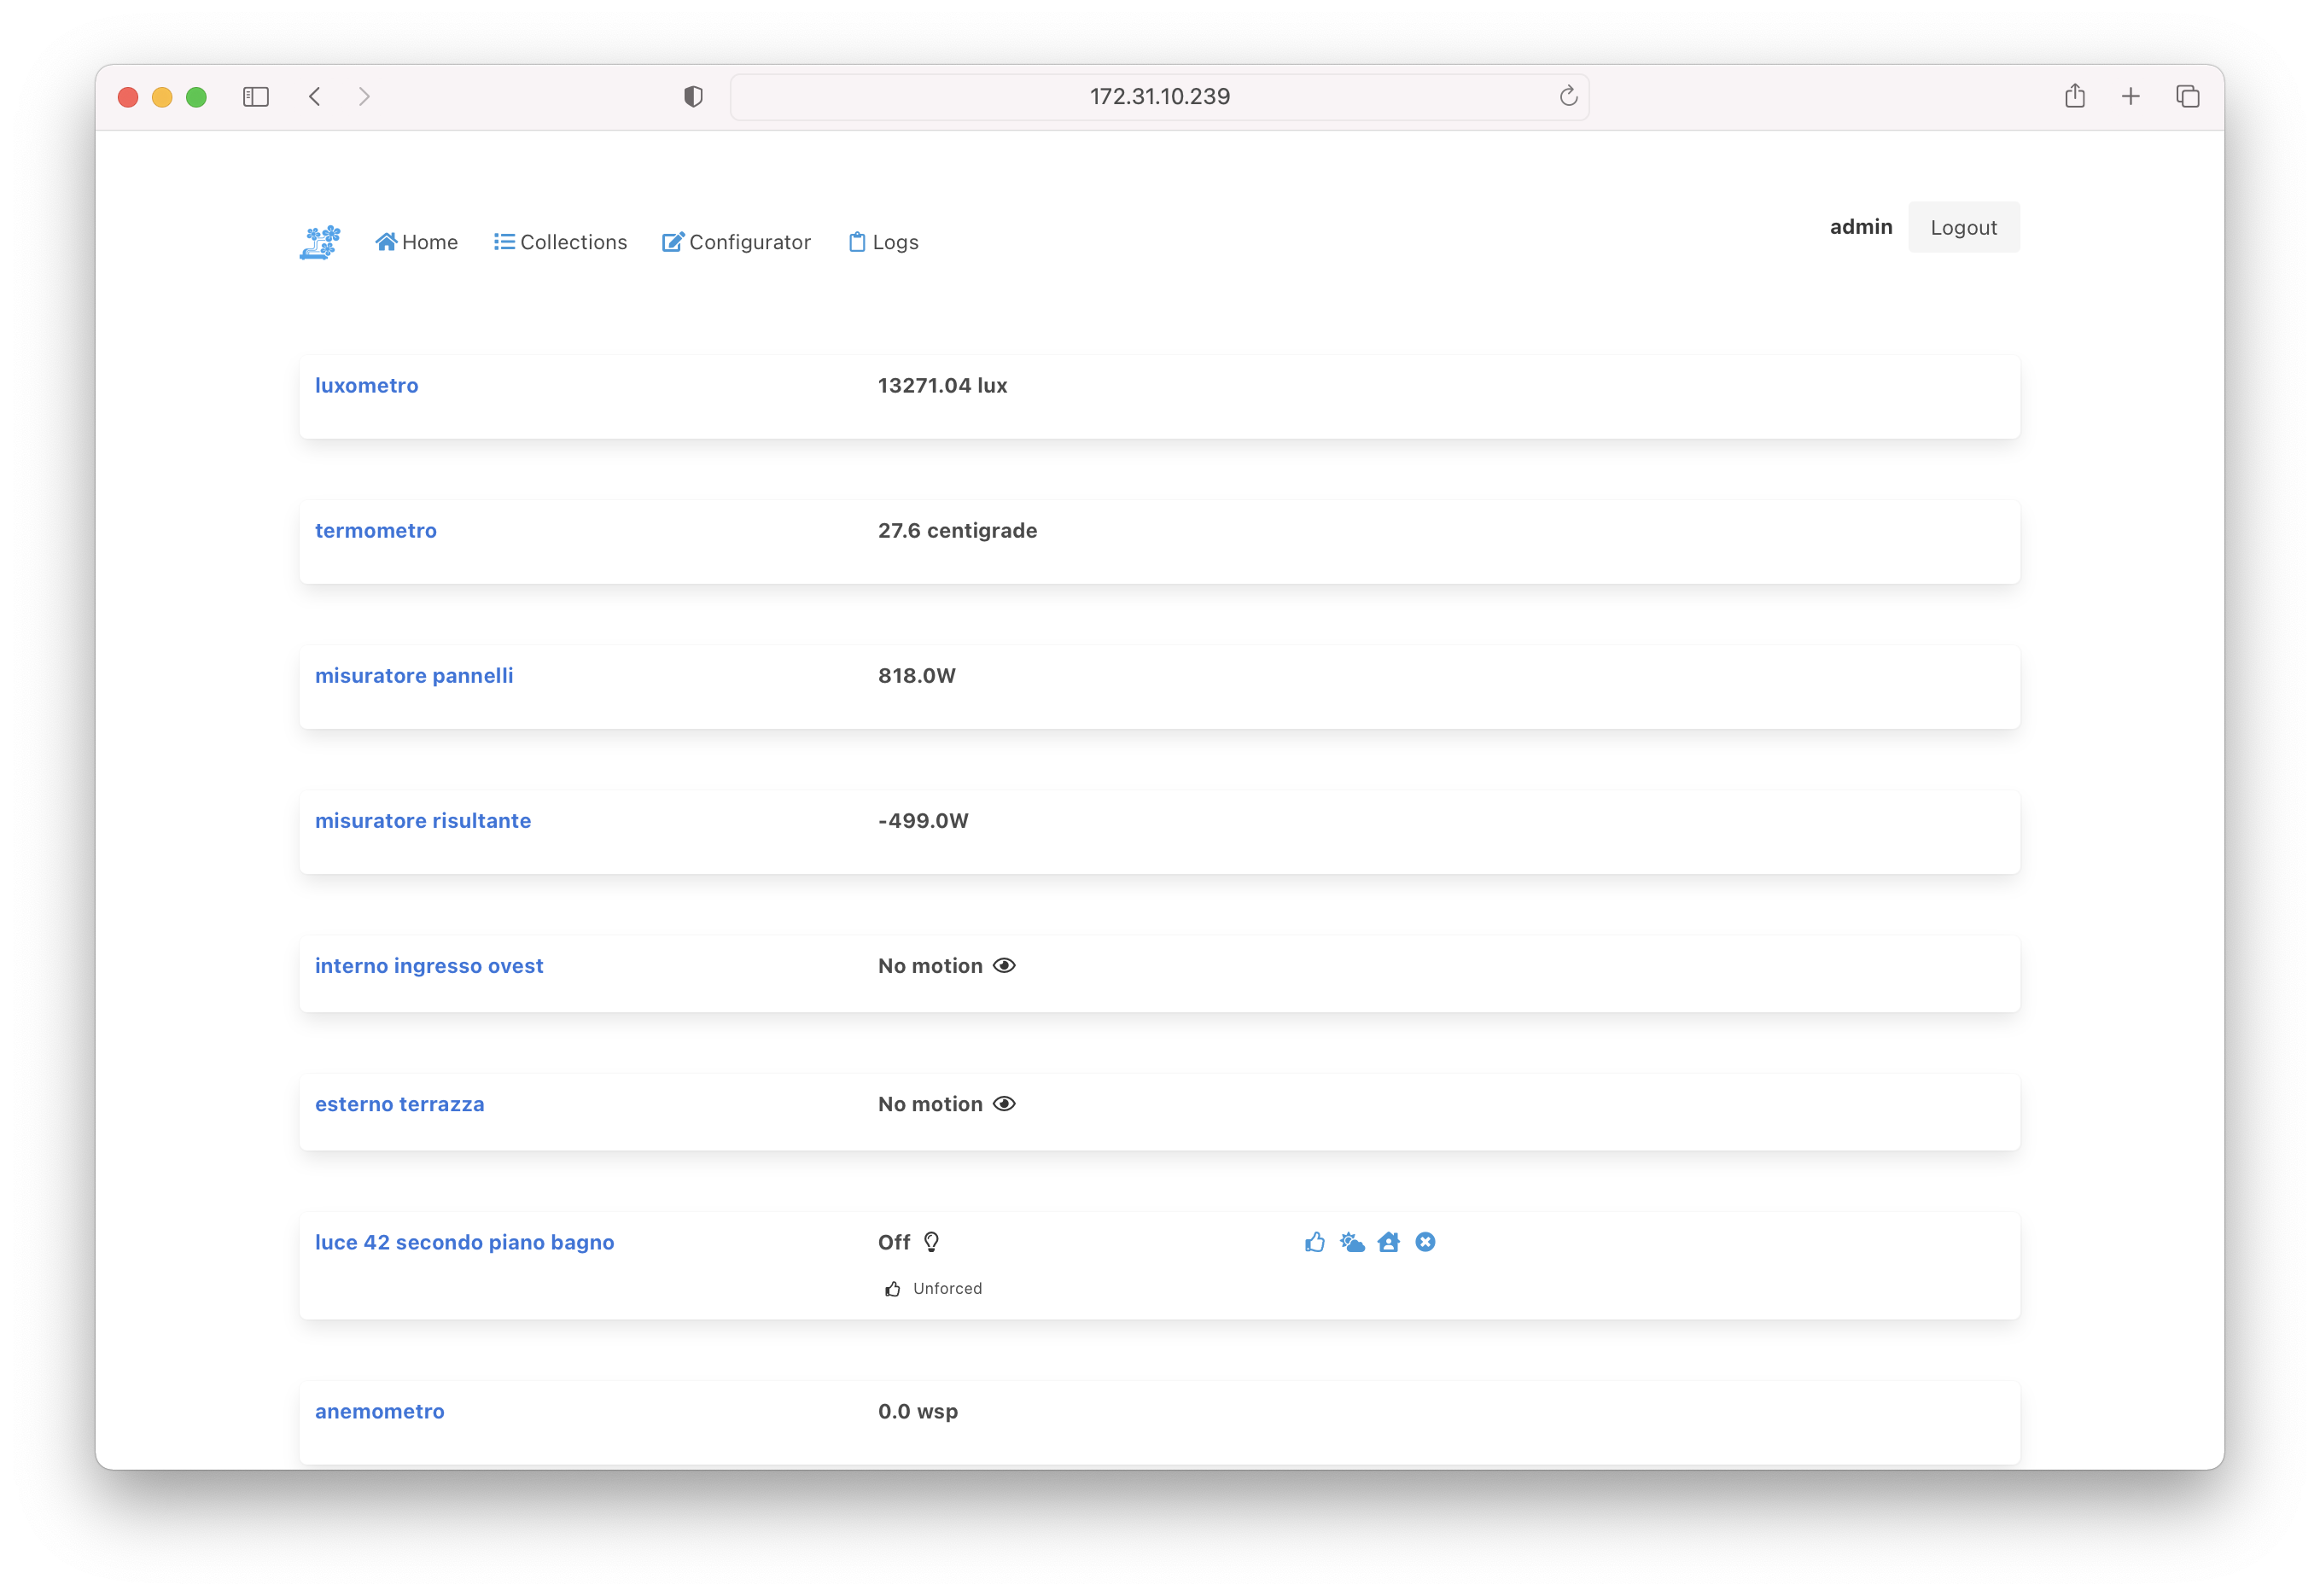 172.31.10.239
Home Collections Configurator Logs admin Logout
luxometro 13271.04 lux
termometro 27.6 centigrade
misuratore pannelli 818.0W
misuratore risultante -499.0W
interno ingresso ovest No motion
esterno terrazza No motion
luce 42 secondo piano bagno Off
Unforced
anemometro 0.0 wsp